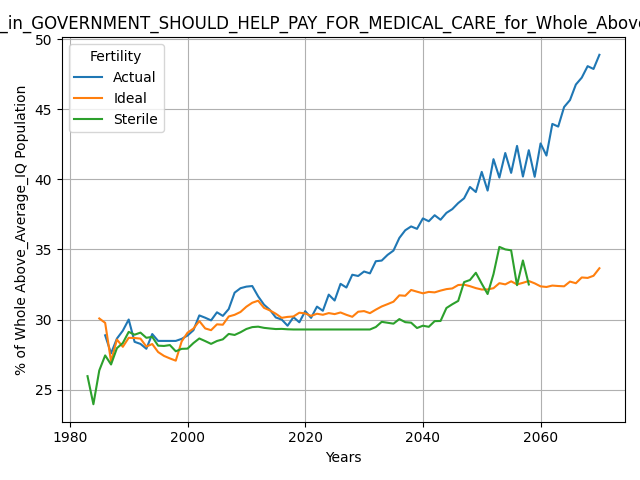 _in_GOVERNMENT_SHOULD_HELP_PAY_FOR_MEDICAL_CARE_for_Whole_Above
Fertility
Actual
Ideal
Sterile
50
45
40
35
30
25
% of Whole Above_Average_IQ Population
1980
2000
2020
2040
2060
Years